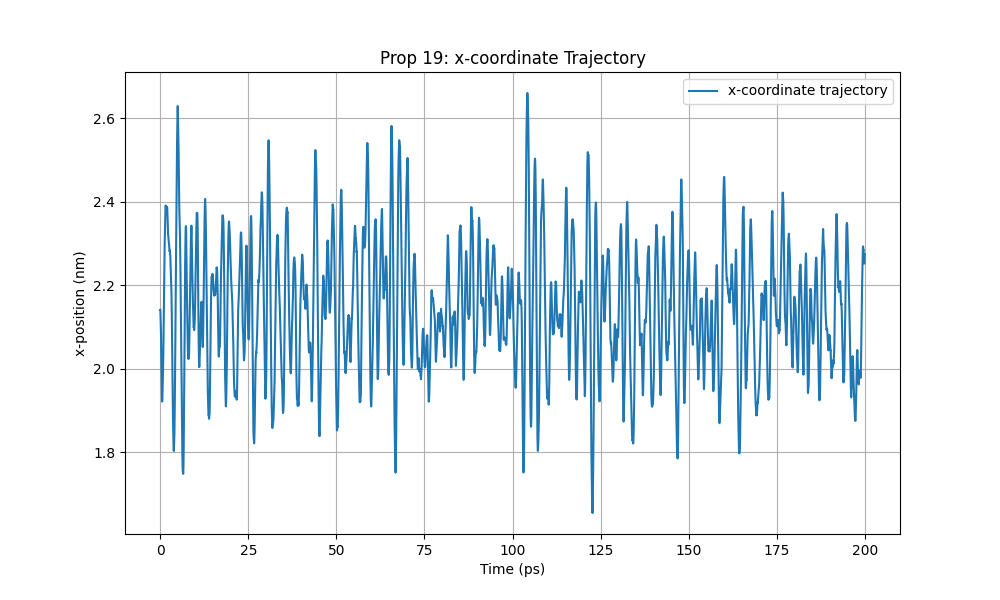 Prop 19: x-coordinate Trajectory
x-coordinate trajectory
x-position (nm)
2.6
2.4
2.2
2.0
1.8
0 25 50 75 100 125 150 175 200
Time (ps)